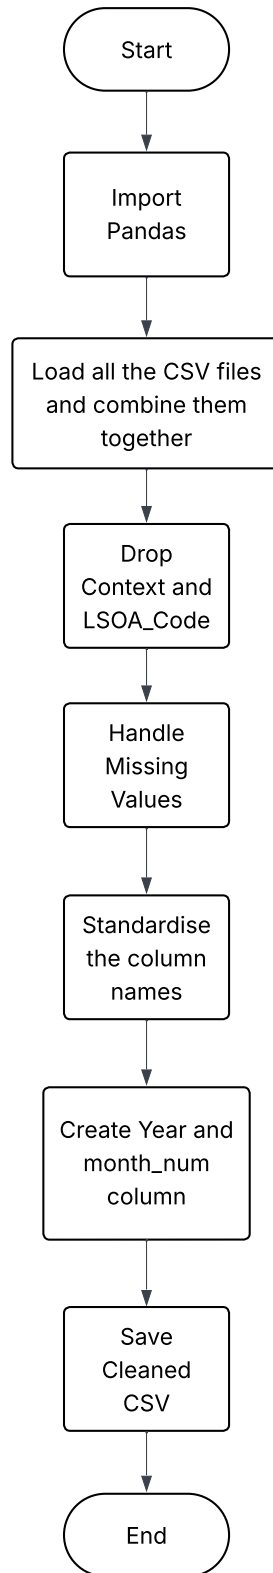 Start
Import
Pandas
Load all the CSV files
and combine them
together
Drop
Context and
LSOA_Code
Handle
Missing
Values
Standardise
the column
names
Create Year and
month_num
column
Save
Cleaned
CSV
End